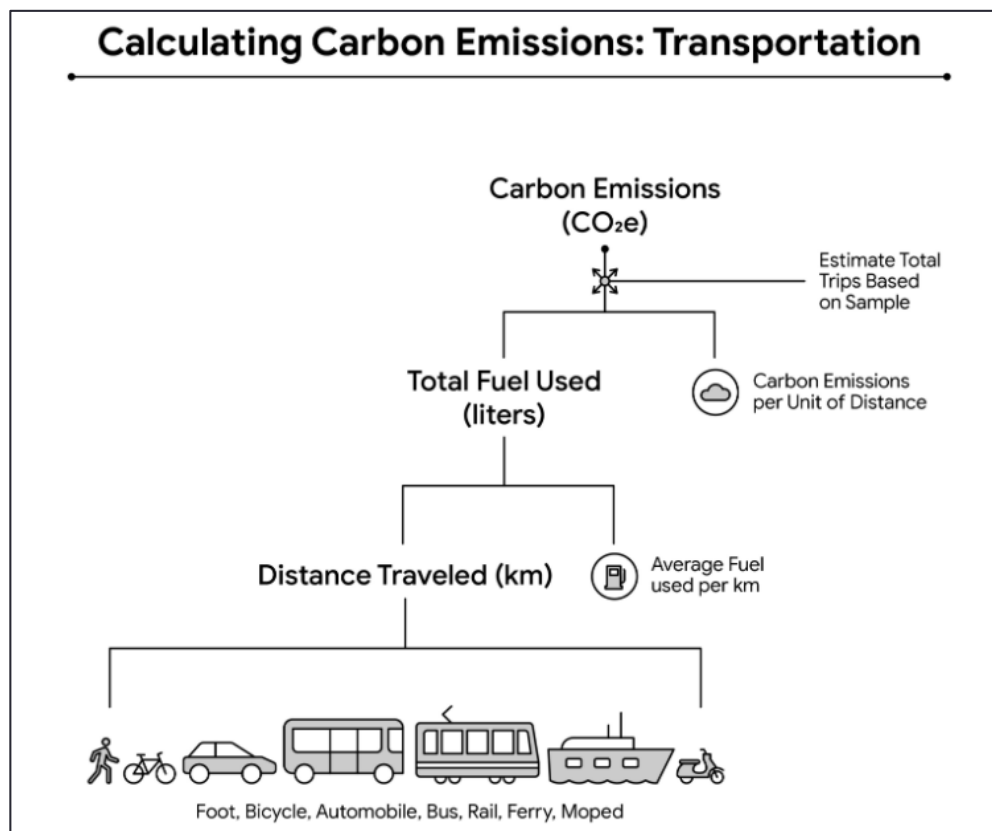 Calculating Carbon Emissions: Transportation
Carbon Emissions
(CO₂e)
Estimate Total
Trips Based
on Sample
Total Fuel Used
(liters)
Carbon Emissions
per Unit of Distance
Distance Traveled (km)
Average Fuel
used per km
Foot, Bicycle, Automobile, Bus, Rail, Ferry, Moped